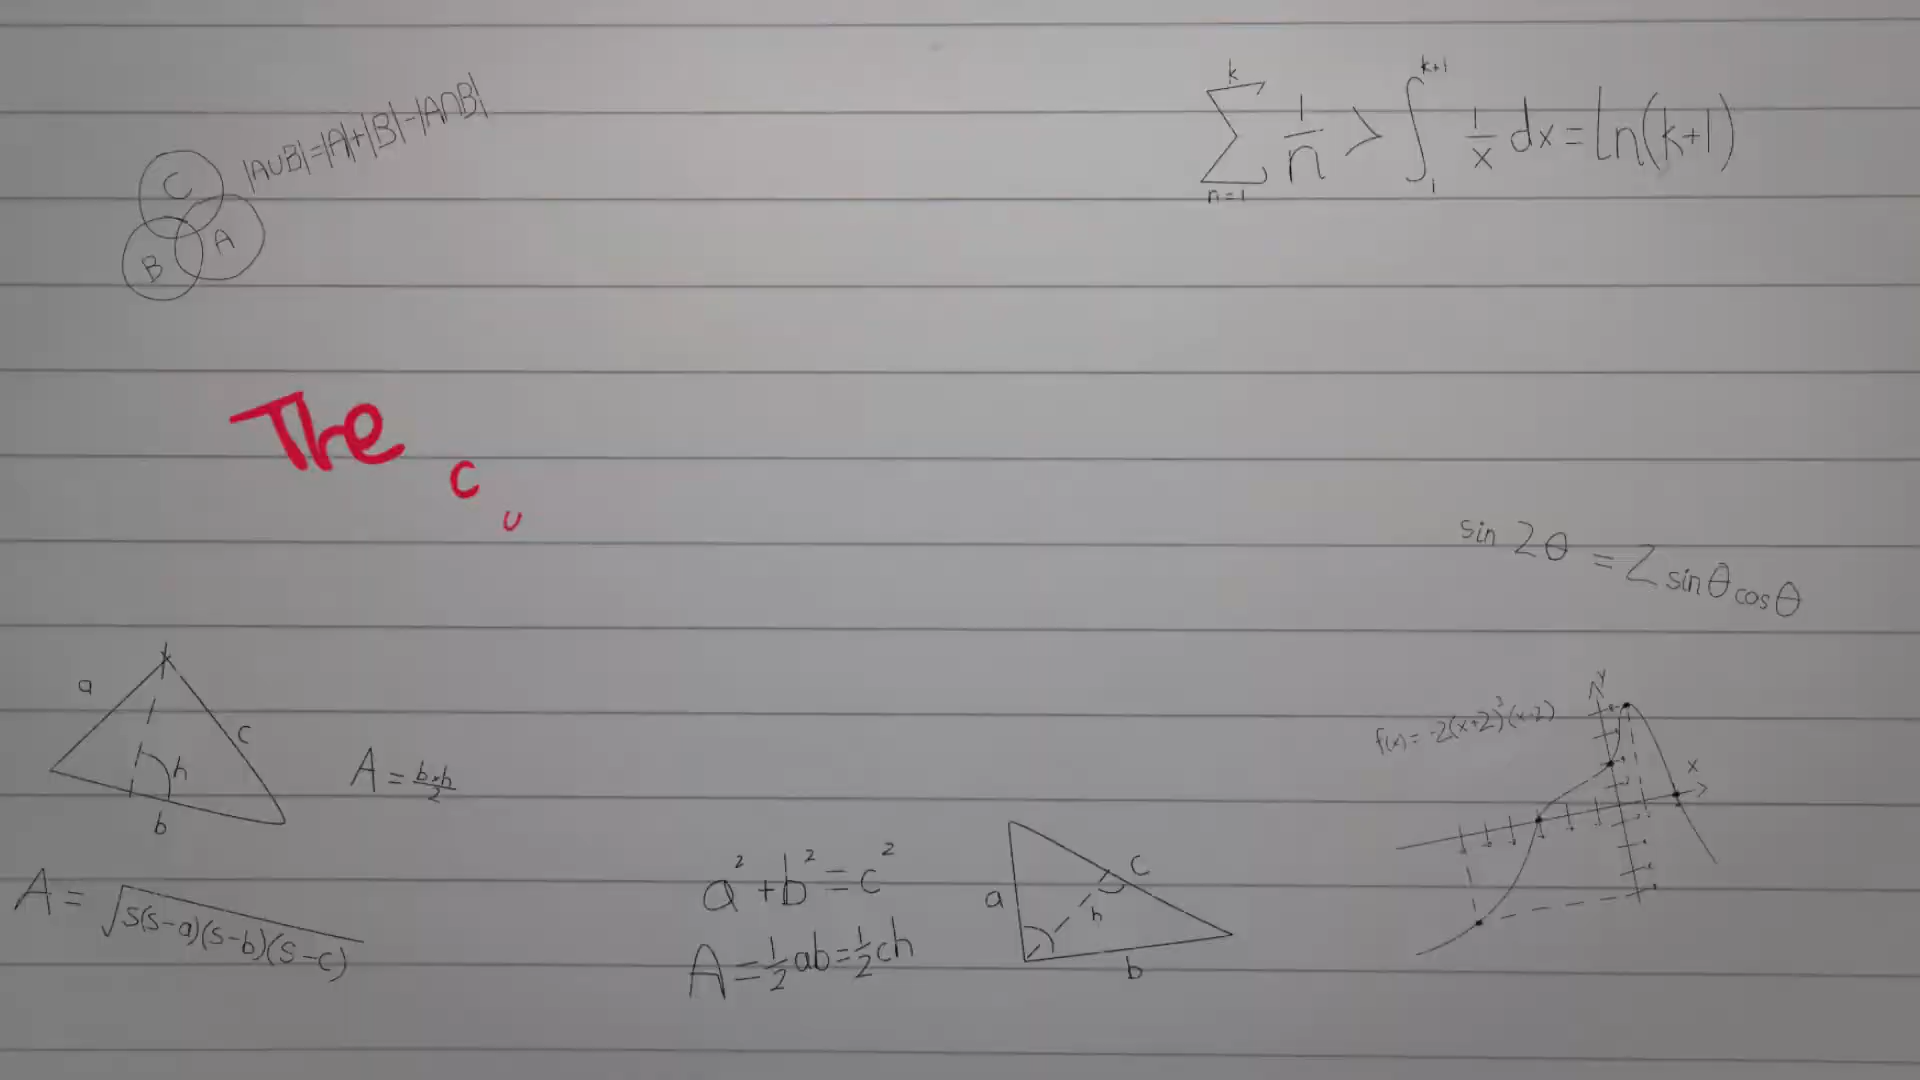 |A∪B|=|A|+|B|-|A∩B|
C
A
B
k
∑ 1/n > ∫ 1/x dx = ln(k+1)
k+1
n=1
1
The
c
u
sin 2θ = 2 sinθ cosθ
a
c
h
b
A = b×h/2
A = √s(s-a)(s-b)(s-c)
a²+b²=c²
A=½ab=½ch
a
c
h
b
f(x)= -2(x+2)³(x-2)
y
x